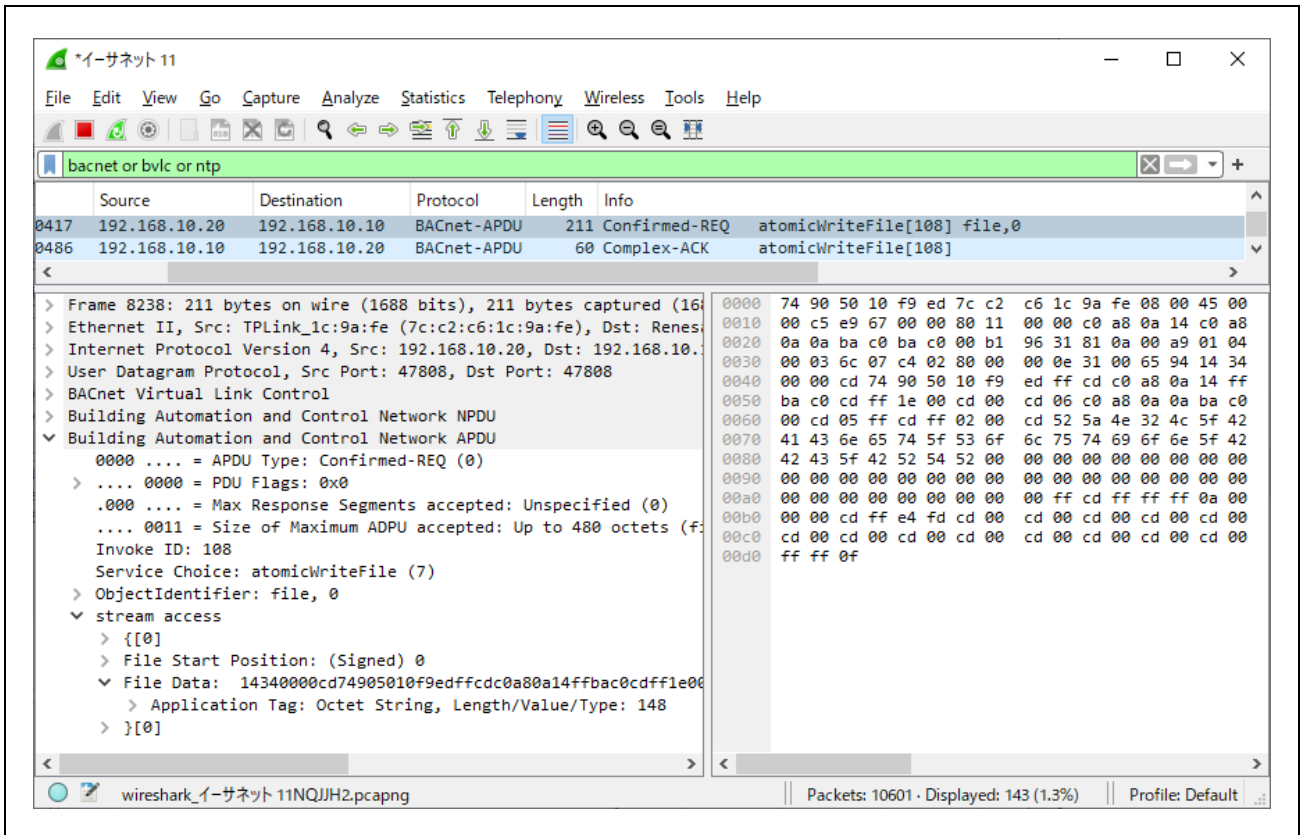 *イーサネット 11
File Edit View Go Capture Analyze Statistics Telephony Wireless Tools Help
bacnet or bvlc or ntp
Source Destination Protocol Length Info
0417 192.168.10.20 192.168.10.10 BACnet-APDU 211 Confirmed-REQ atomicWriteFile[108] file,0
0486 192.168.10.10 192.168.10.20 BACnet-APDU 60 Complex-ACK atomicWriteFile[108]
> Frame 8238: 211 bytes on wire (1688 bits), 211 bytes captured (168
> Ethernet II, Src: TPLink_1c:9a:fe (7c:c2:c6:1c:9a:fe), Dst: Renesa
> Internet Protocol Version 4, Src: 192.168.10.20, Dst: 192.168.10.
> User Datagram Protocol, Src Port: 47808, Dst Port: 47808
> BACnet Virtual Link Control
> Building Automation and Control Network NPDU
Building Automation and Control Network APDU
0000 .... = APDU Type: Confirmed-REQ (0)
> .... 0000 = PDU Flags: 0x0
.000 .... = Max Response Segments accepted: Unspecified (0)
.... 0011 = Size of Maximum ADPU accepted: Up to 480 octets (fi
Invoke ID: 108
Service Choice: atomicWriteFile (7)
> ObjectIdentifier: file, 0
stream access
> {[0]
> File Start Position: (Signed) 0
File Data: 14340000cd74905010f9edffcdc0a80a14ffbac0cdff1e00
> Application Tag: Octet String, Length/Value/Type: 148
> }[0]
0000 74 90 50 10 f9 ed 7c c2 c6 1c 9a fe 08 00 45 00
0010 00 c5 e9 67 00 00 80 11 00 00 c0 a8 0a 14 c0 a8
0020 0a 0a ba c0 ba c0 00 b1 96 31 81 0a 00 a9 01 04
0030 00 03 6c 07 c4 02 80 00 00 0e 31 00 65 94 14 34
0040 00 00 cd 74 90 50 10 f9 ed ff cd c0 a8 0a 14 ff
0050 ba c0 cd ff 1e 00 cd 00 cd 06 c0 a8 0a 0a ba c0
0060 00 cd 05 ff cd ff 02 00 cd 52 5a 4e 32 4c 5f 42
0070 41 43 6e 65 74 5f 53 6f 6c 75 74 69 6f 6e 5f 42
0080 42 43 5f 42 52 54 52 00 00 00 00 00 00 00 00 00
0090 00 00 00 00 00 00 00 00 00 00 00 00 00 00 00 00
00a0 00 00 00 00 00 00 00 00 00 ff cd ff ff ff 0a 00
00b0 00 00 cd ff e4 fd cd 00 cd 00 cd 00 cd 00 cd 00
00c0 cd 00 cd 00 cd 00 cd 00 cd 00 cd 00 cd 00 cd 00
00d0 ff ff 0f
wireshark_イーサネット 11NQJJH2.pcapng Packets: 10601 · Displayed: 143 (1.3%) Profile: Default